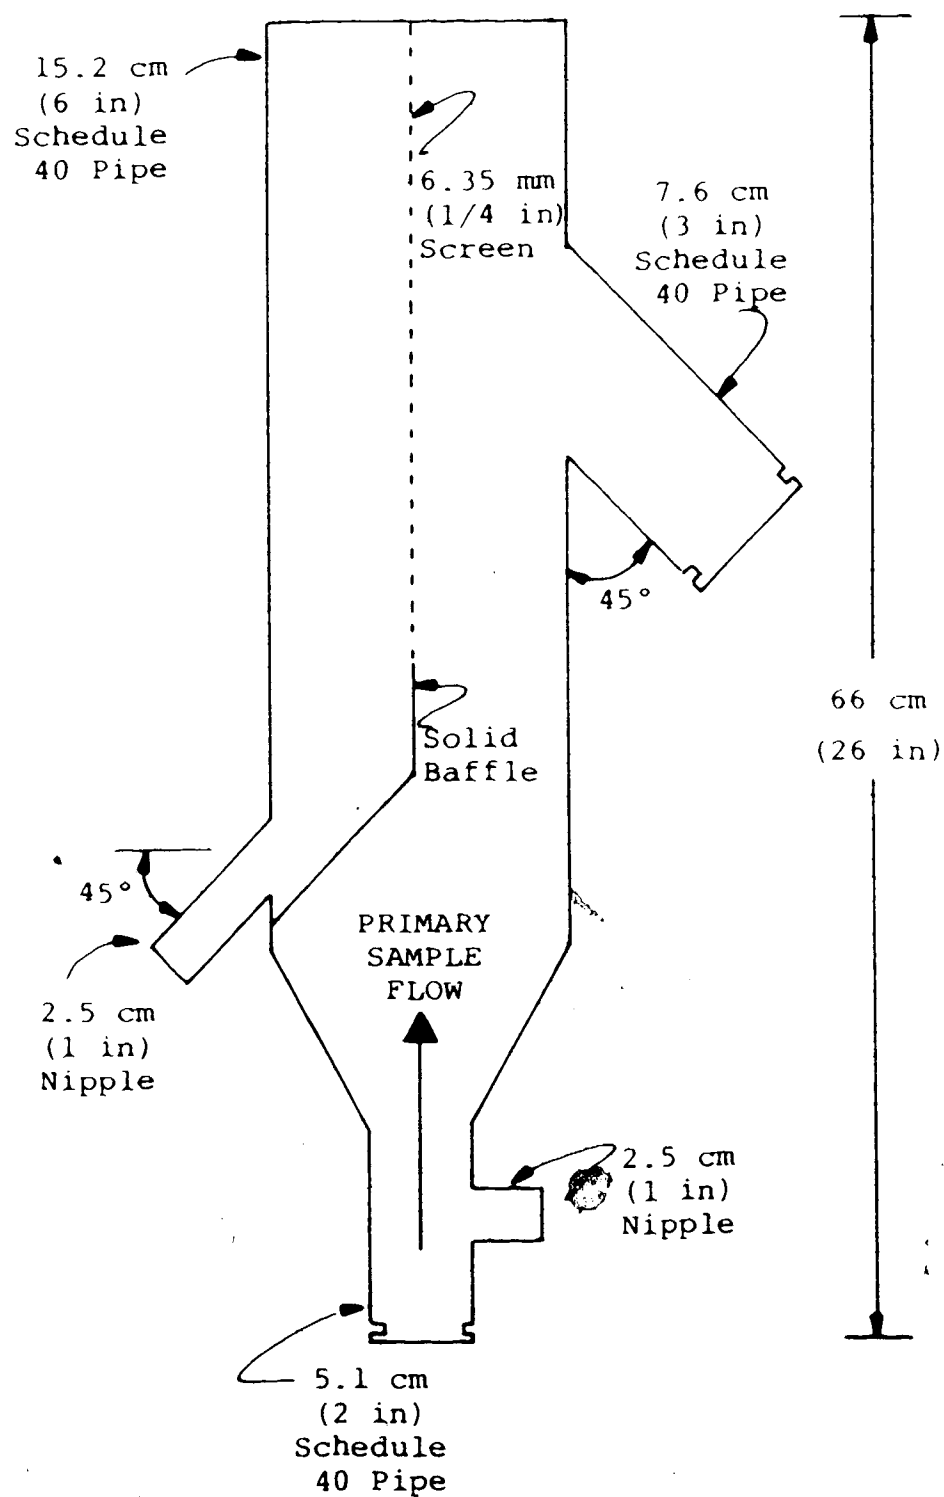 15.2 cm
(6 in)
Schedule
40 Pipe
6.35 mm
(1/4 in)
Screen
7.6 cm
(3 in)
Schedule
40 Pipe
45°
66 cm
(26 in)
Solid
Baffle
45°
PRIMARY
SAMPLE
FLOW
2.5 cm
(1 in)
Nipple
2.5 cm
(1 in)
Nipple
5.1 cm
(2 in)
Schedule
40 Pipe